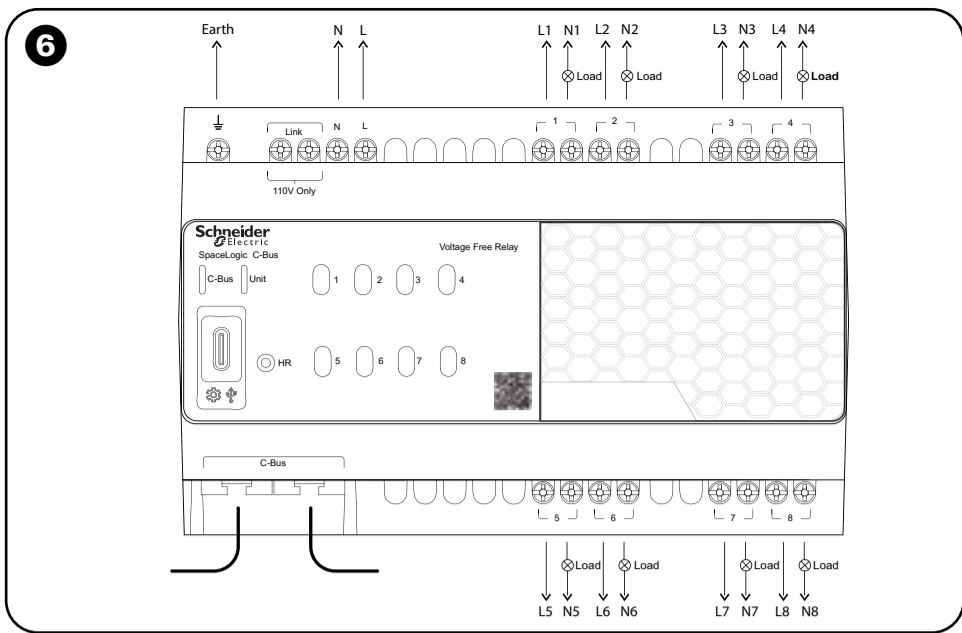 6
Earth N L L1 N1 L2 N2 L3 N3 L4 N4
Load Load Load Load
Link N L 1 2 3 4
110V Only
Schneider
Electric
Voltage Free Relay
SpaceLogic C-Bus
C-Bus Unit 1 2 3 4
HR 5 6 7 8
C-Bus
5 6 7 8
Load Load Load Load
L5 N5 L6 N6 L7 N7 L8 N8